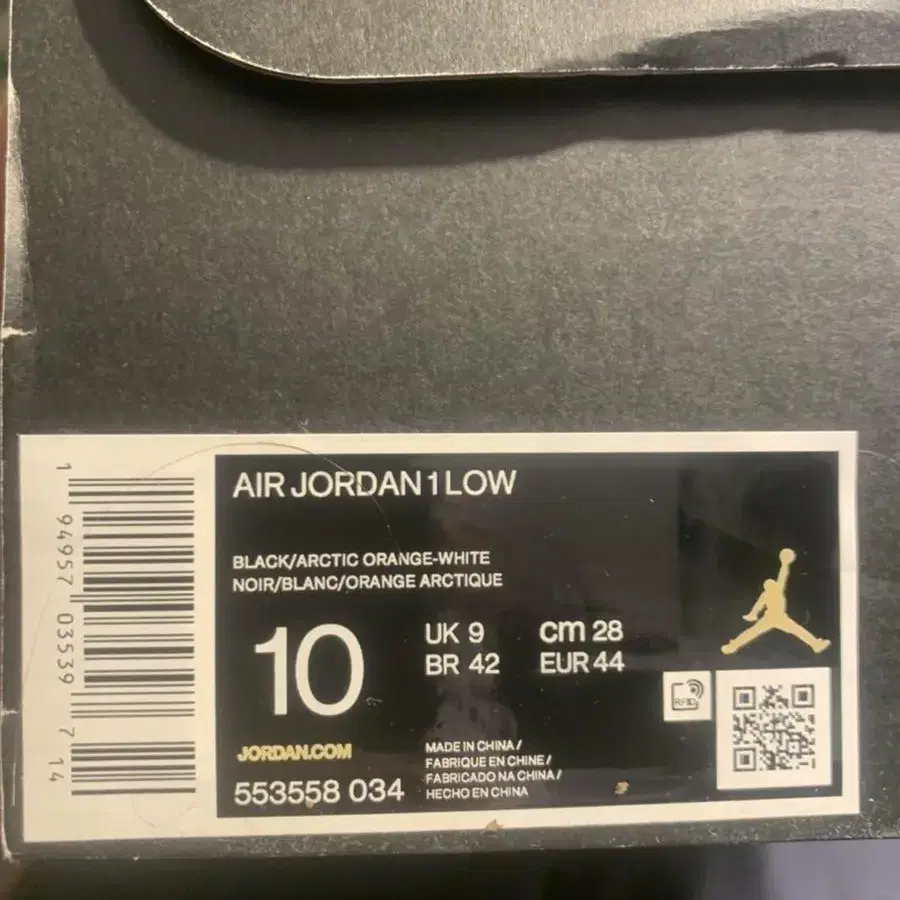 1 94957 03539 7 14
AIR JORDAN 1 LOW
BLACK/ARCTIC ORANGE-WHITE
NOIR/BLANC/ORANGE ARCTIQUE
10
UK 9 cm 28
BR 42 EUR 44
RFID
JORDAN.COM
553558 034
MADE IN CHINA /
FABRIQUE EN CHINE /
FABRICADO NA CHINA /
HECHO EN CHINA